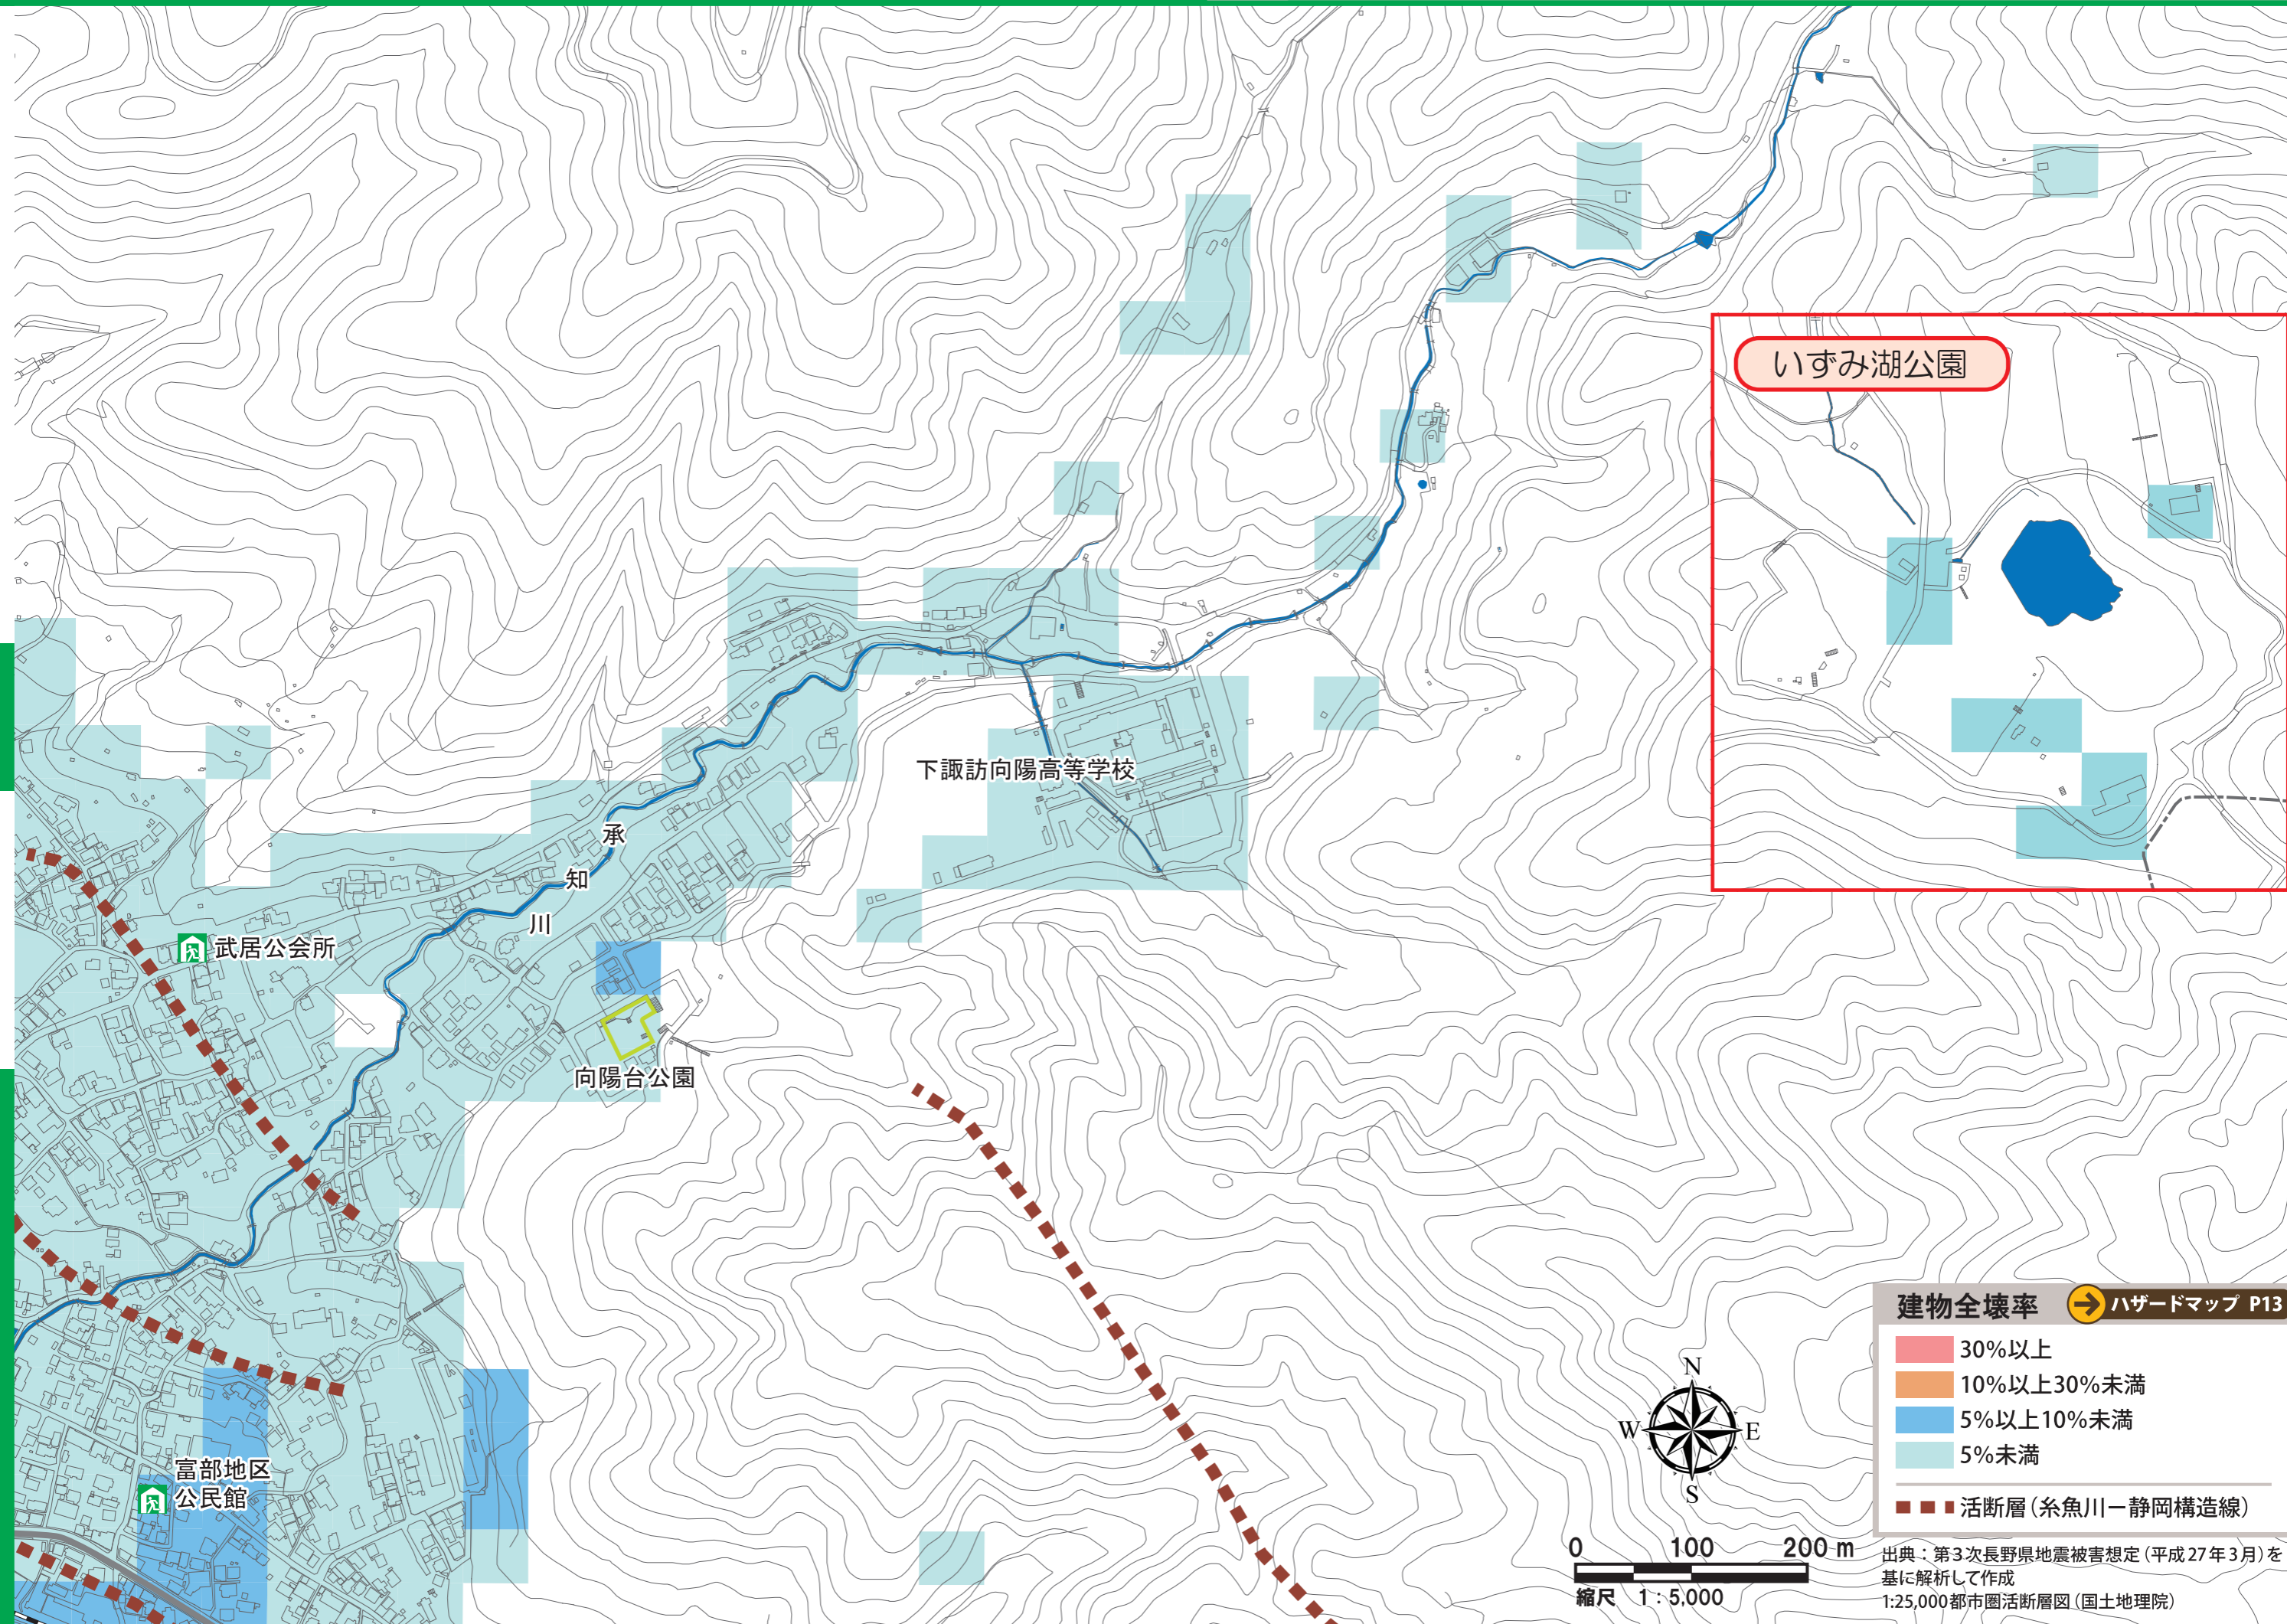 いずみ湖公園
下諏訪向陽高等学校
承
知
川
武居公会所
向陽台公園
富部地区
公民館
建物全壊率 ハザードマップ P13
30%以上
10%以上30%未満
5%以上10%未満
5%未満
活断層（糸魚川ー静岡構造線）
N
W E
S
0 100 200 m
縮尺 1：5,000
出典：第3次長野県地震被害想定（平成27年3月）を
基に解析して作成
1:25,000都市圏活断層図（国土地理院）